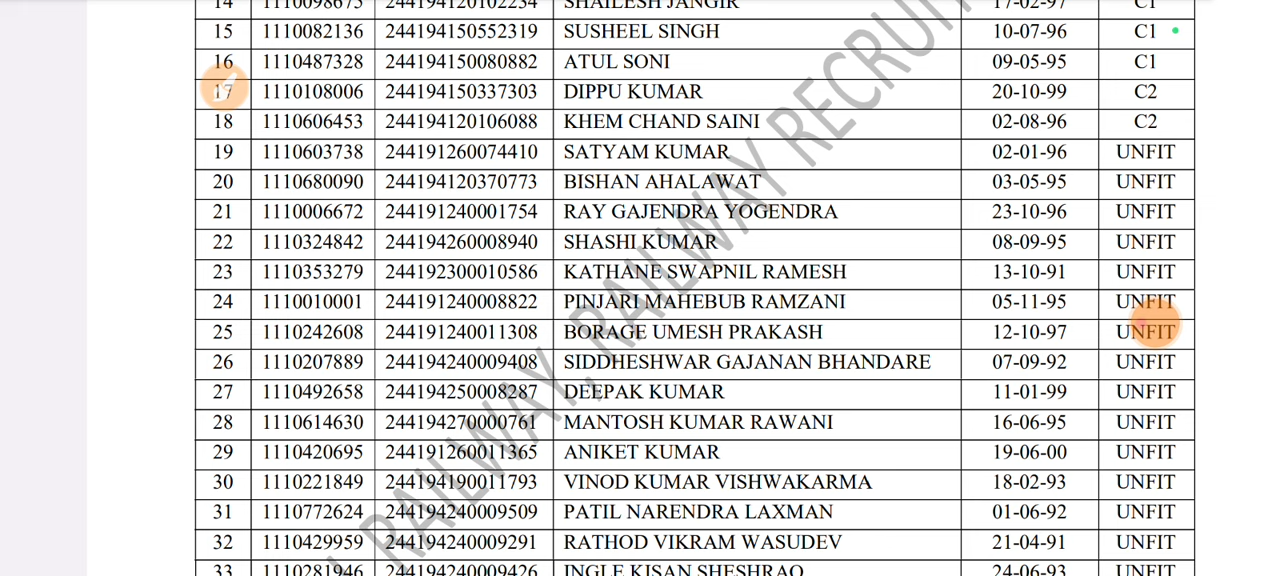 14 1110098675 244194120102234 SHAILESH JANGIR 17-02-97 C1
15 1110082136 244194150552319 SUSHEEL SINGH 10-07-96 C1
16 1110487328 244194150080882 ATUL SONI 09-05-95 C1
17 1110108006 244194150337303 DIPPU KUMAR 20-10-99 C2
18 1110606453 244194120106088 KHEM CHAND SAINI 02-08-96 C2
19 1110603738 244191260074410 SATYAM KUMAR 02-01-96 UNFIT
20 1110680090 244194120370773 BISHAN AHALAWAT 03-05-95 UNFIT
21 1110006672 244191240001754 RAY GAJENDRA YOGENDRA 23-10-96 UNFIT
22 1110324842 244194260008940 SHASHI KUMAR 08-09-95 UNFIT
23 1110353279 244192300010586 KATHANE SWAPNIL RAMESH 13-10-91 UNFIT
24 1110010001 244191240008822 PINJARI MAHEBUB RAMZANI 05-11-95 UNFIT
25 1110242608 244191240011308 BORAGE UMESH PRAKASH 12-10-97 UNFIT
26 1110207889 244194240009408 SIDDHESHWAR GAJANAN BHANDARE 07-09-92 UNFIT
27 1110492658 244194250008287 DEEPAK KUMAR 11-01-99 UNFIT
28 1110614630 244194270000761 MANTOSH KUMAR RAWANI 16-06-95 UNFIT
29 1110420695 244191260011365 ANIKET KUMAR 19-06-00 UNFIT
30 1110221849 244194190011793 VINOD KUMAR VISHWAKARMA 18-02-93 UNFIT
31 1110772624 244194240009509 PATIL NARENDRA LAXMAN 01-06-92 UNFIT
32 1110429959 244194240009291 RATHOD VIKRAM WASUDEV 21-04-91 UNFIT
33 1110281946 244194240009426 INGLE KISAN SHESHRAO 24-06-93 UNFIT
RAILWAY, RAILWAY